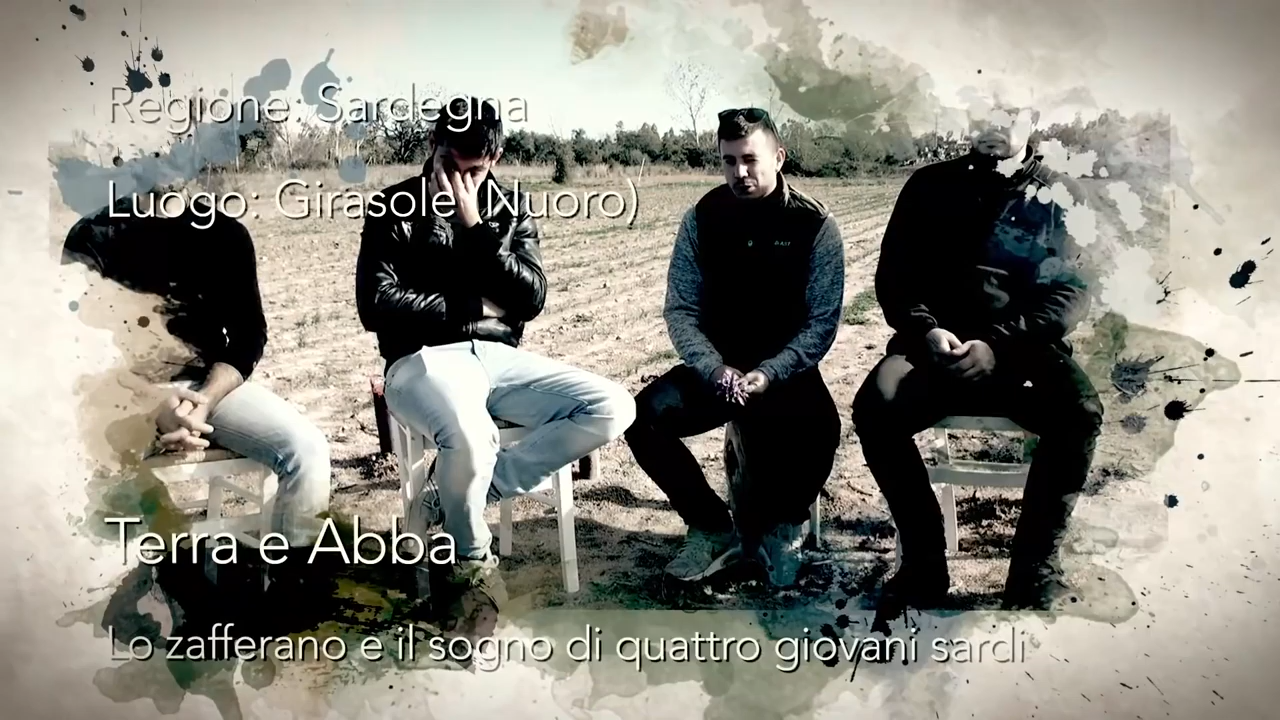 Regione: Sardegna
Luogo: Girasole (Nuoro)
Terra e Abba
Lo zafferano e il sogno di quattro giovani sardi